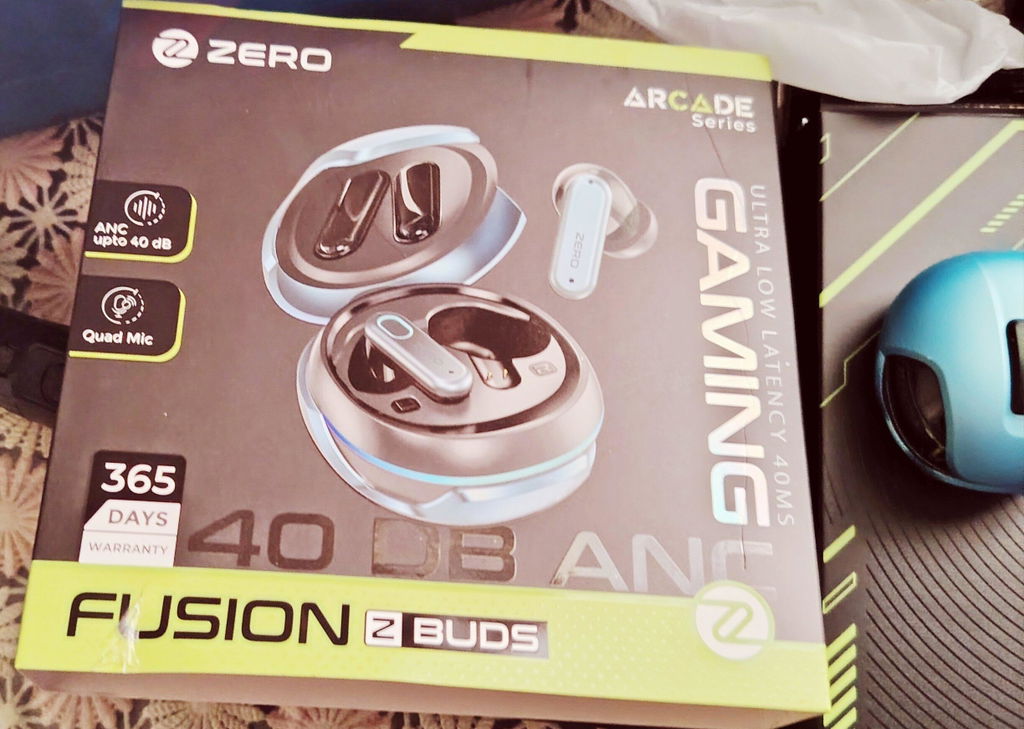 ZERO
ARCADE
Series
ANC
upto 40 dB
Quad Mic
ZERO
ULTRA LOW LATENCY 40MS
GAMING
365
DAYS
WARRANTY
40 DB ANC
FUSION Z BUDS